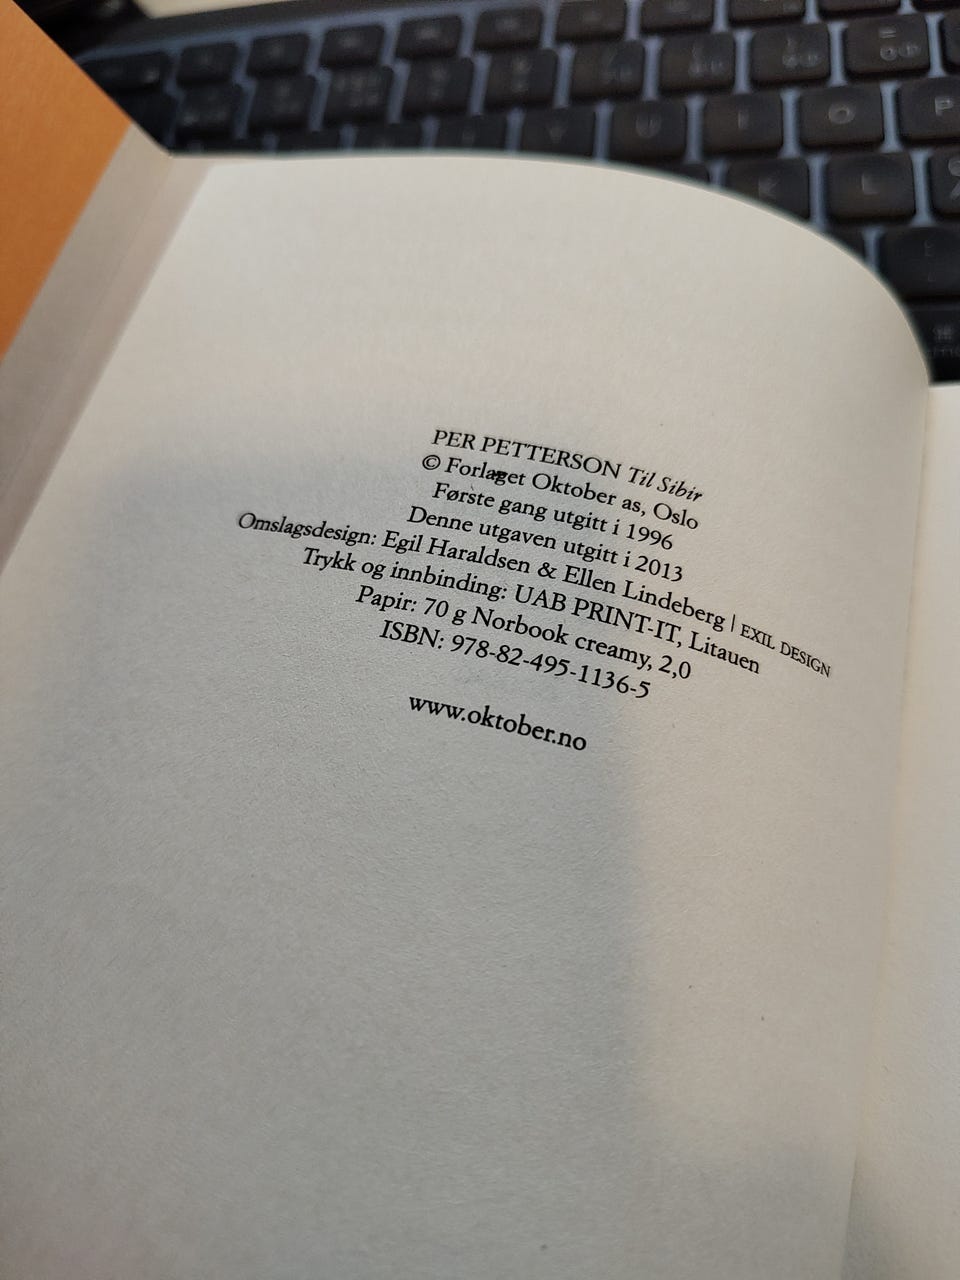 O
P
U
I
K
L
PER PETTERSON Til Sibir
© Forlaget Oktober as, Oslo
Første gang utgitt i 1996
Denne utgaven utgitt i 2013
Omslagsdesign: Egil Haraldsen & Ellen Lindeberg | EXIL DESIGN
Trykk og innbinding: UAB PRINT-IT, Litauen
Papir: 70 g Norbook creamy, 2,0
ISBN: 978-82-495-1136-5
www.oktober.no